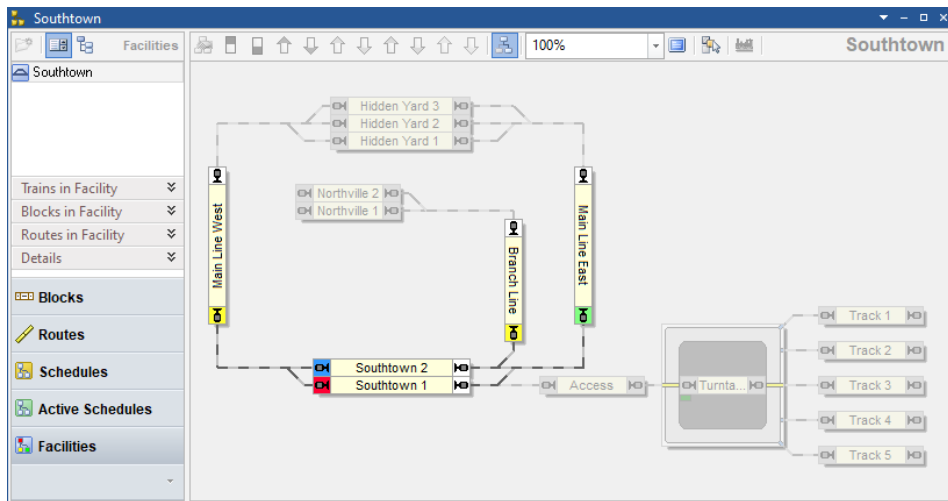 Southtown
Facilities
100%
Southtown
Southtown
Trains in Facility
Blocks in Facility
Routes in Facility
Details
Blocks
Routes
Schedules
Active Schedules
Facilities
Hidden Yard 3
Hidden Yard 2
Hidden Yard 1
Northville 2
Northville 1
Main Line West
Branch Line
Main Line East
Southtown 2
Southtown 1
Access
Turnta...
Track 1
Track 2
Track 3
Track 4
Track 5